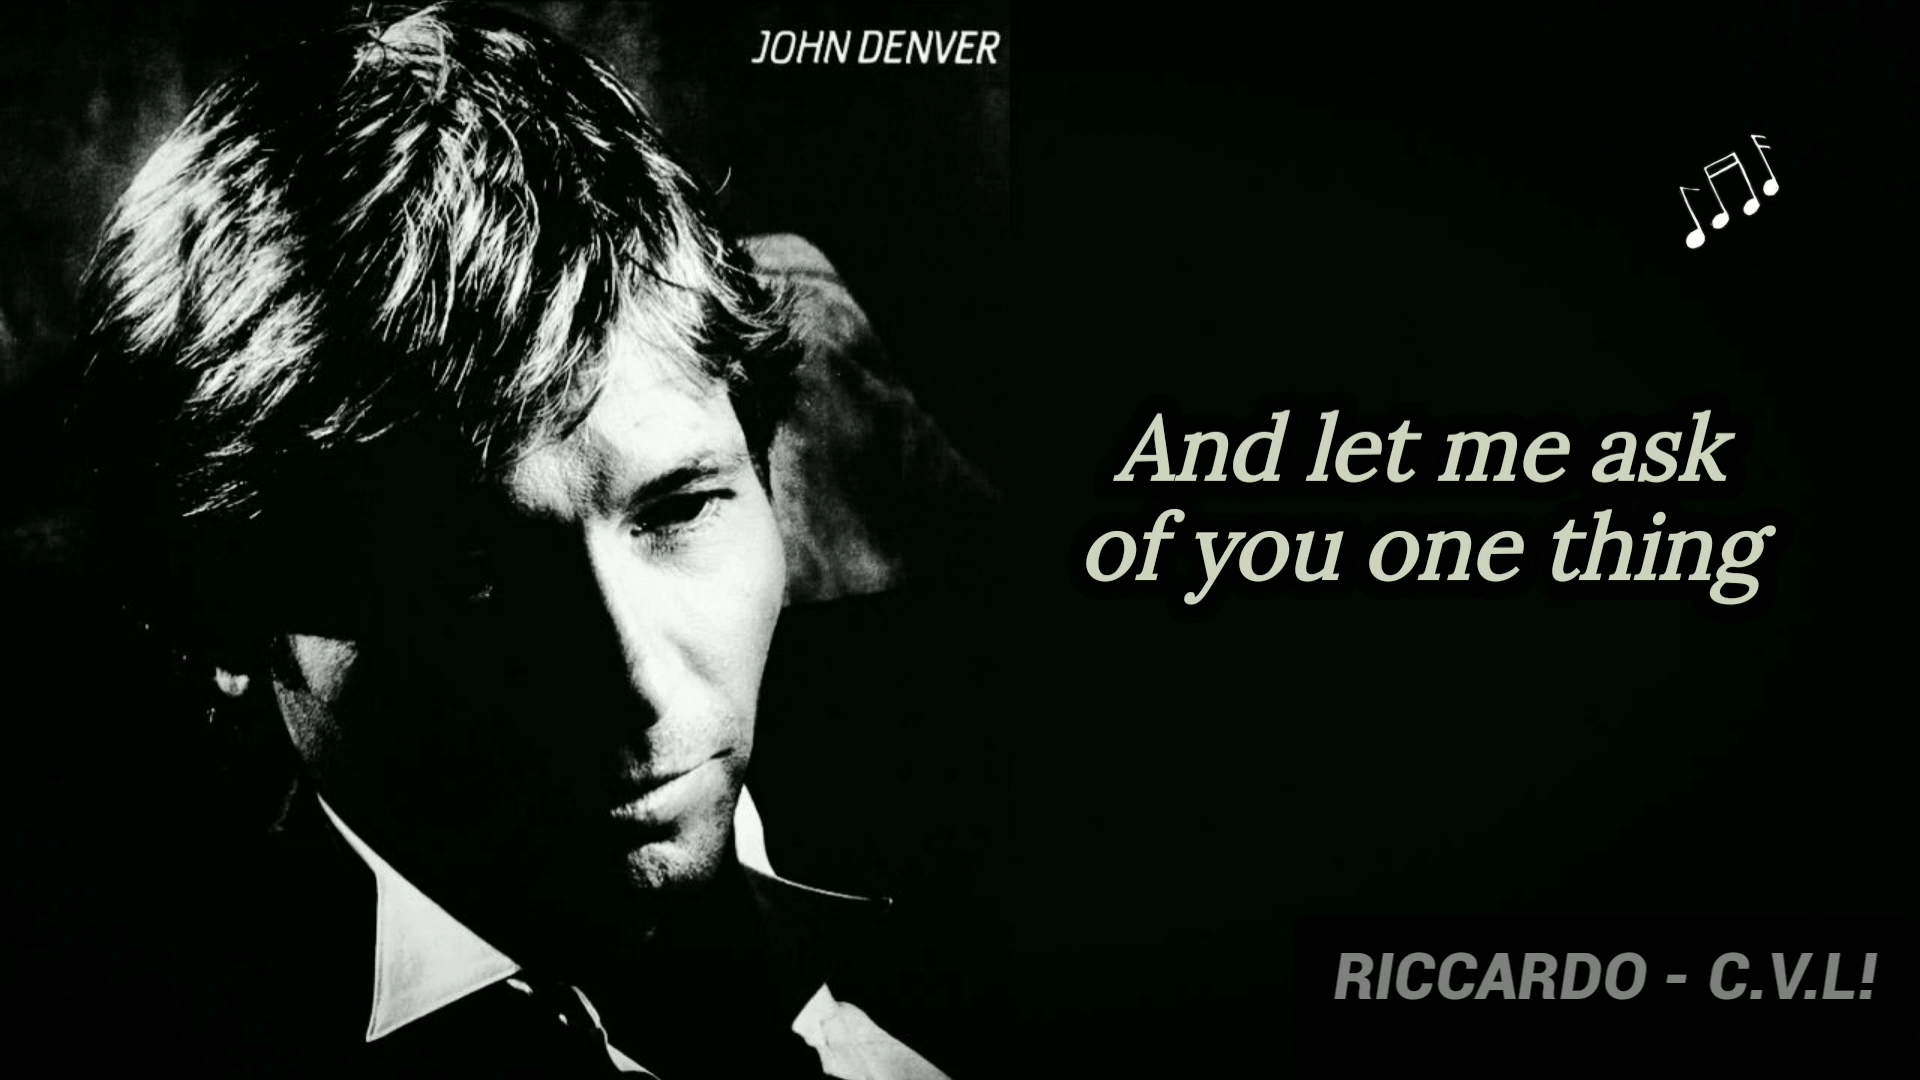 JOHN DENVER
And let me ask
of you one thing
RICCARDO - C.V.L!